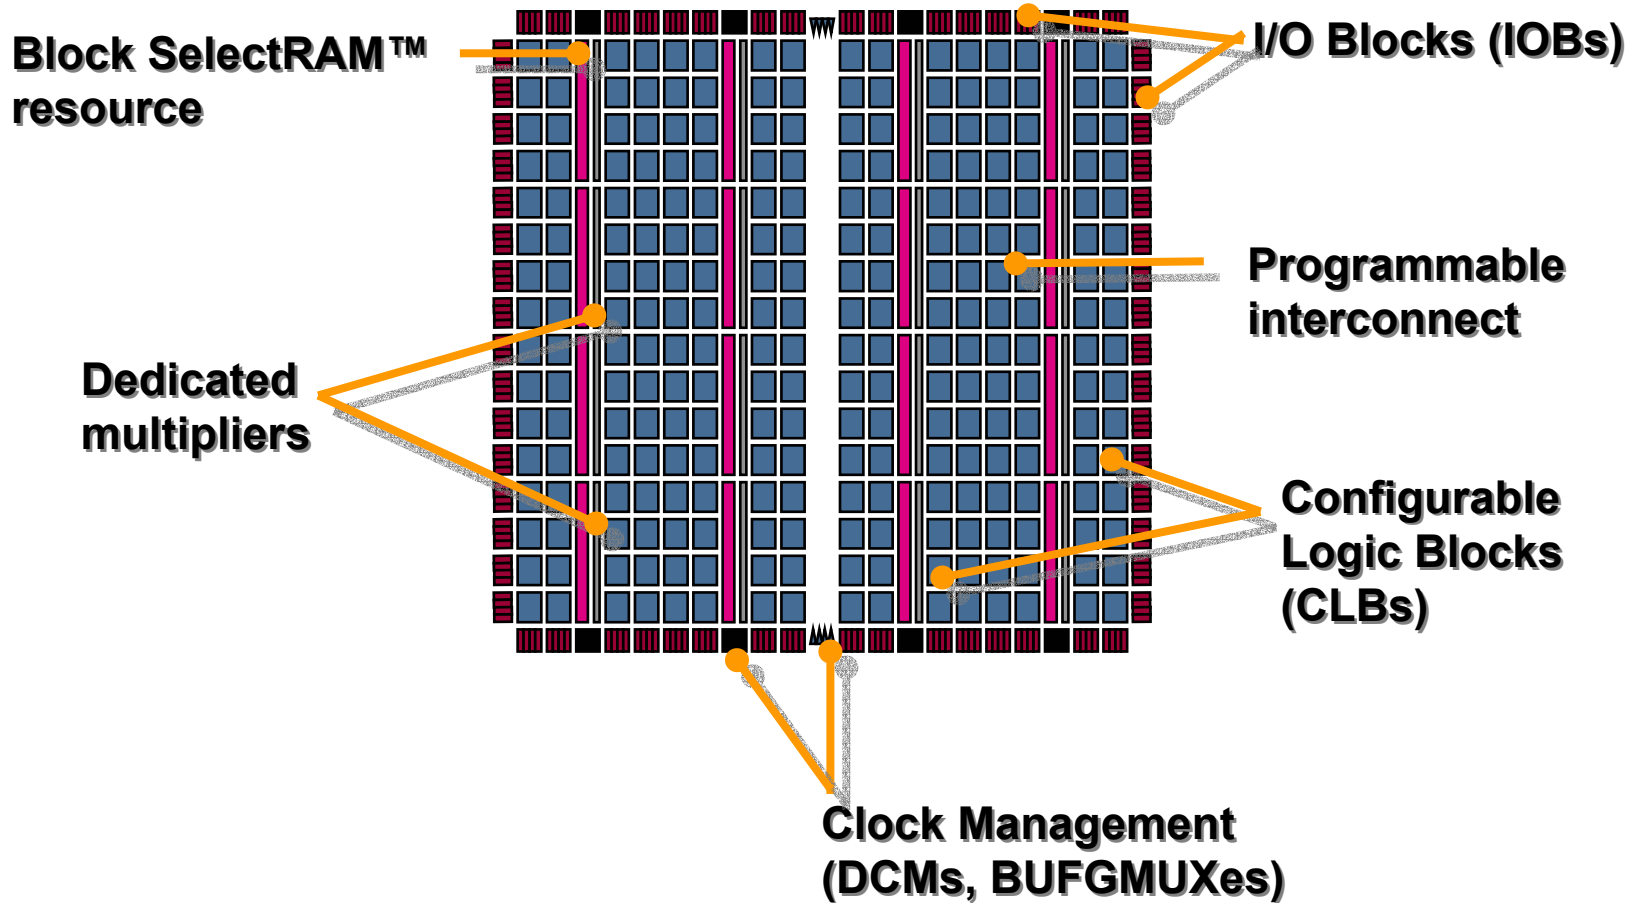 Block SelectRAM™
resource
I/O Blocks (IOBs)
Programmable
interconnect
Dedicated
multipliers
Configurable
Logic Blocks
(CLBs)
Clock Management
(DCMs, BUFGMUXes)